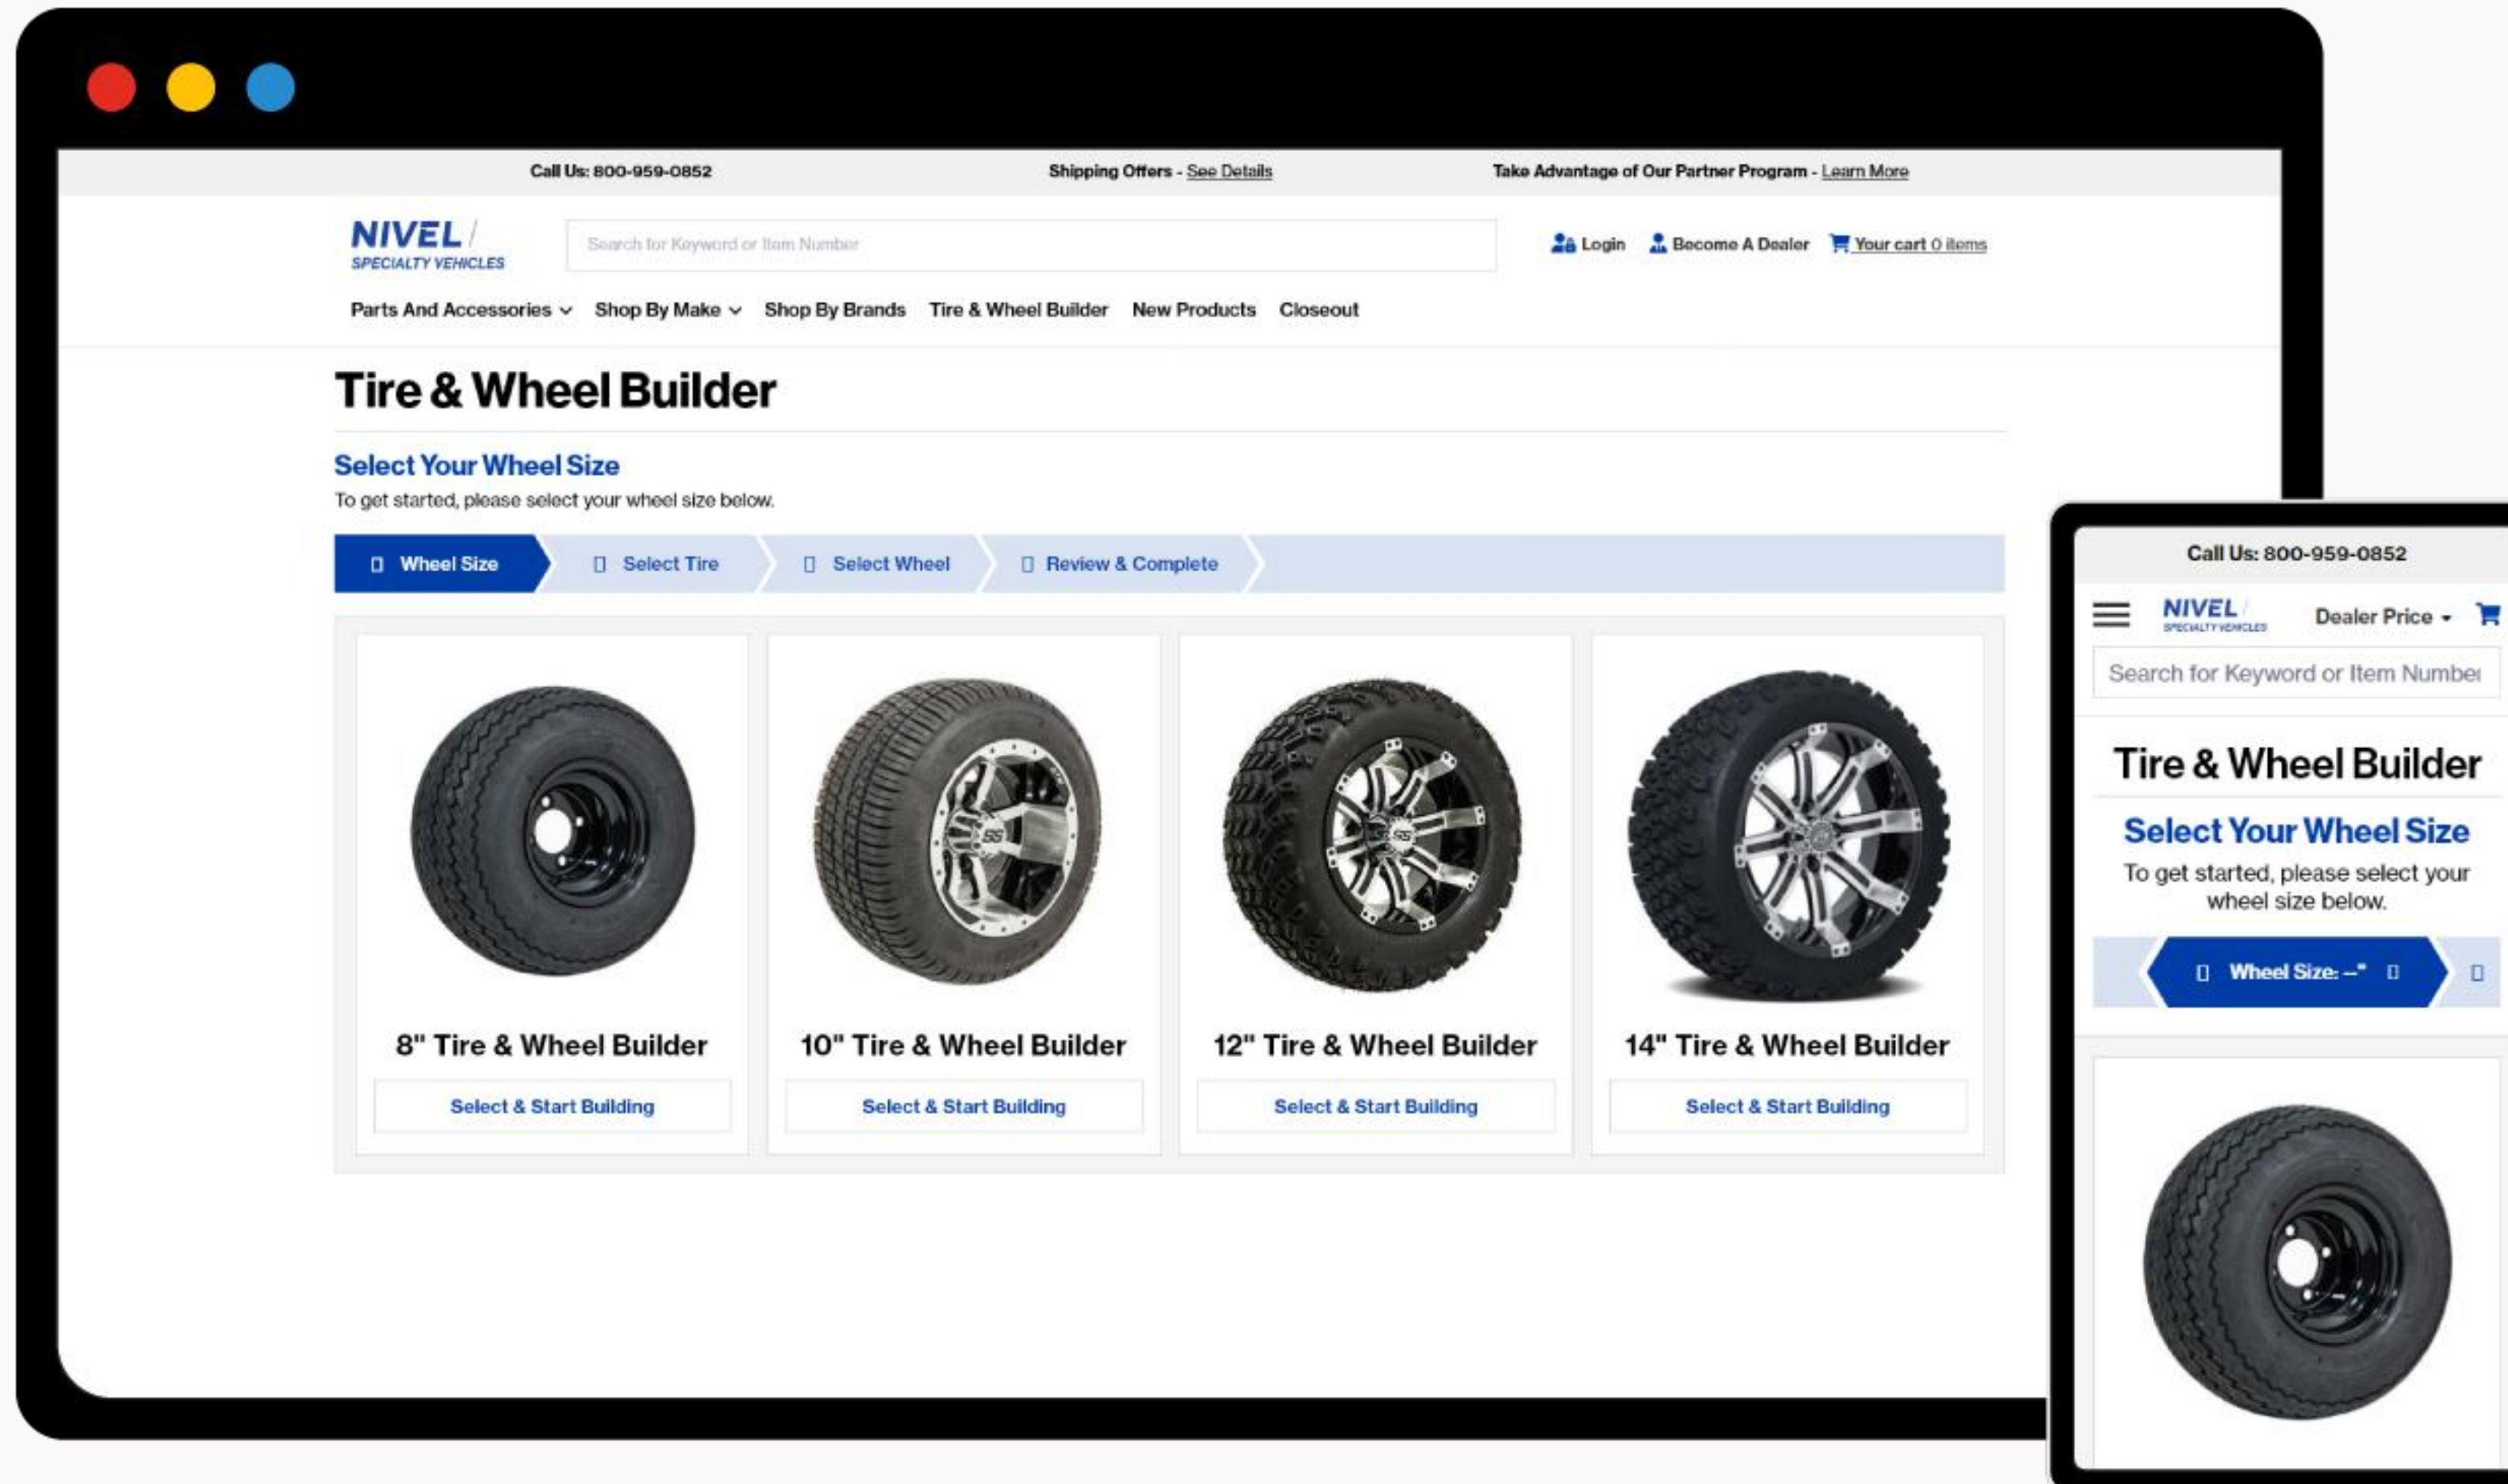 Call Us: 800-959-0852
Shipping Offers - See Details
Take Advantage of Our Partner Program - Learn More
NIVEL/
SPECIALTY VEHICLES
Search for Keyword or Item Number
Login
Become A Dealer
Your cart 0 items
Parts And Accessories
Shop By Make
Shop By Brands
Tire & Wheel Builder
New Products
Closeout
Tire & Wheel Builder
Select Your Wheel Size
To get started, please select your wheel size below.
Wheel Size
Select Tire
Select Wheel
Review & Complete
SS
SS
8" Tire & Wheel Builder
10" Tire & Wheel Builder
12" Tire & Wheel Builder
14" Tire & Wheel Builder
Select & Start Building
Select & Start Building
Select & Start Building
Select & Start Building
Call Us: 800-959-0852
NIVEL/
SPECIALTY VEHICLES
Dealer Price
Search for Keyword or Item Number
Tire & Wheel Builder
Select Your Wheel Size
To get started, please select your
wheel size below.
Wheel Size: --"